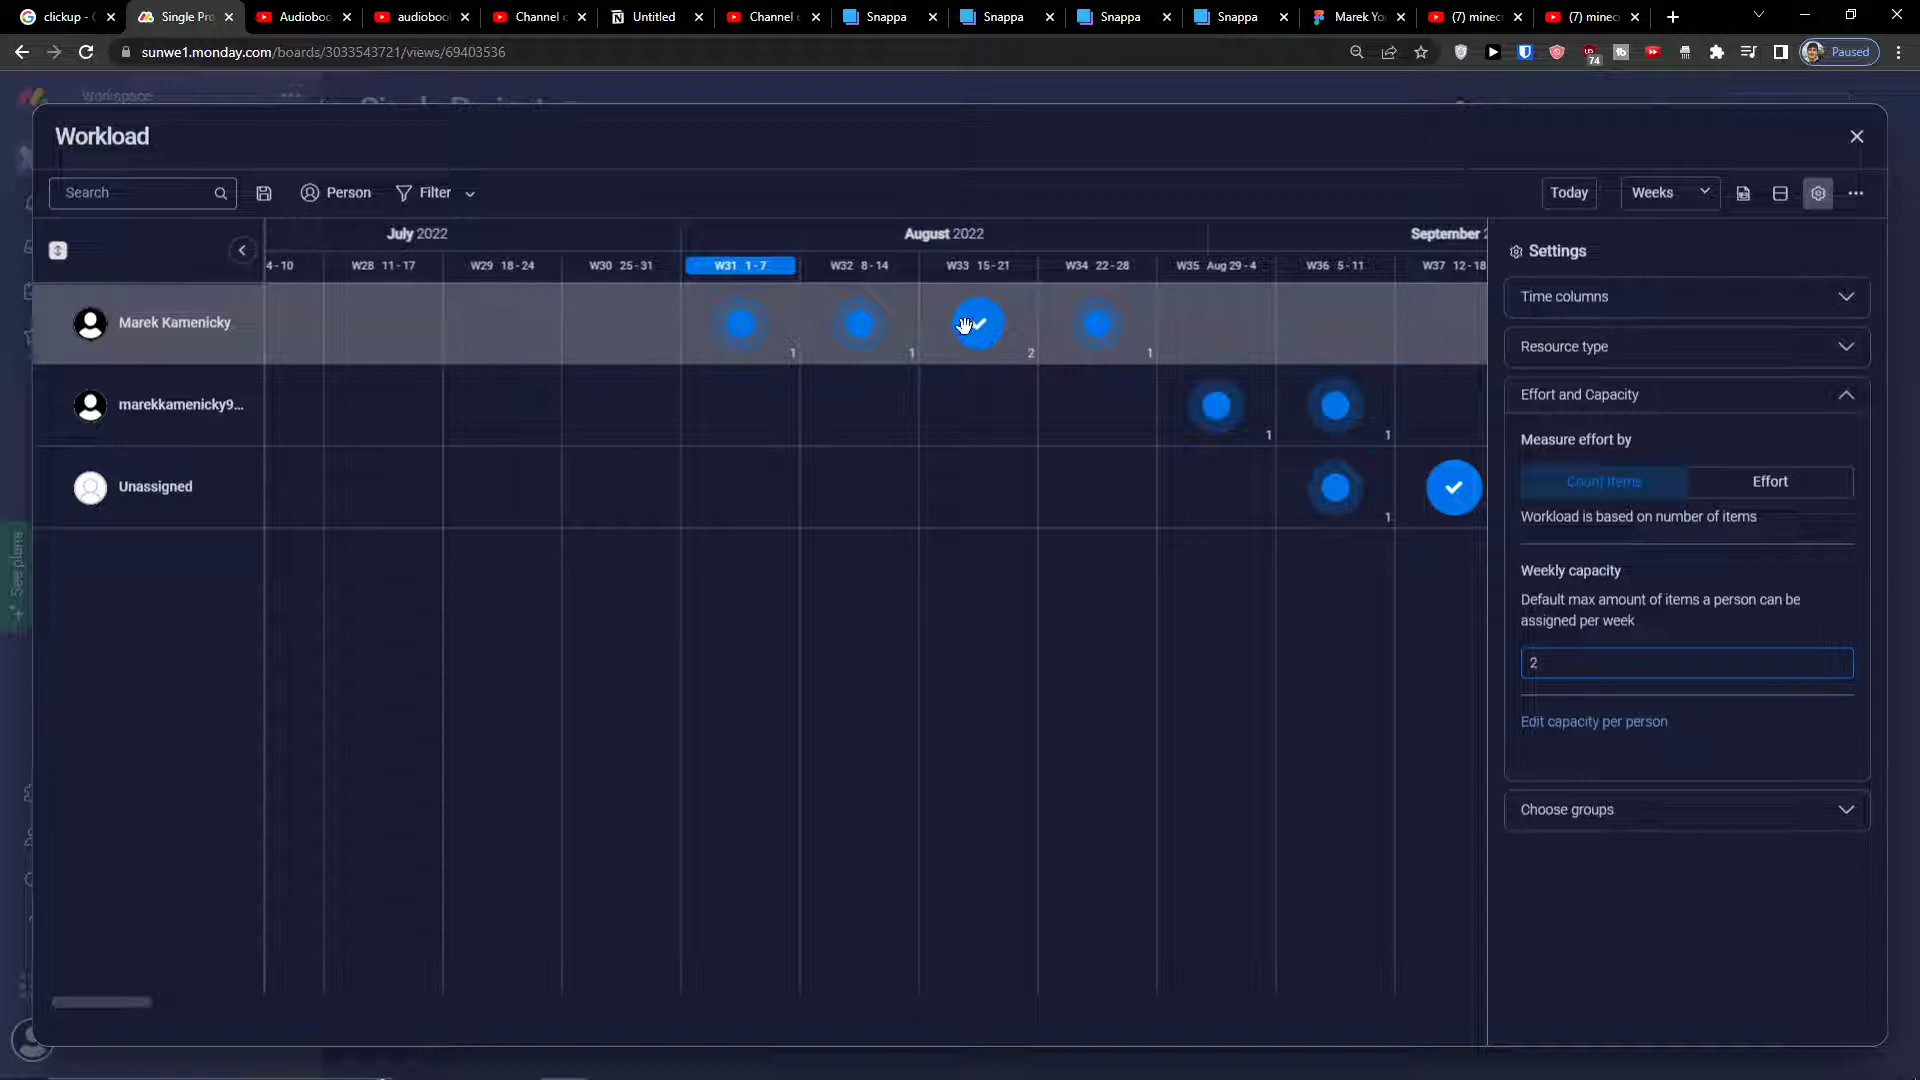 clickup - G
Single Pro
Audioboo
audioboo
Channel c
Untitled
Channel c
Snappa
Snappa
Snappa
Snappa
Marek Yo
(7) minec
(7) minec
sunwe1.monday.com/boards/3033543721/views/69403536
74
Paused
Workspace
Workload
Search
Person
Filter
Today
Weeks
July 2022
August 2022
September 2
4-10
W28 11-17
W29 18-24
W30 25-31
W31 1-7
W32 8-14
W33 15-21
W34 22-28
W35 Aug 29 - 4
W36 5-11
W37 12-18
Marek Kamenicky
1
1
2
1
marekkamenicky9...
1
1
Unassigned
1
See plans
Settings
Time columns
Resource type
Effort and Capacity
Measure effort by
Count items
Effort
Workload is based on number of items
Weekly capacity
Default max amount of items a person can be
assigned per week
2
Edit capacity per person
Choose groups